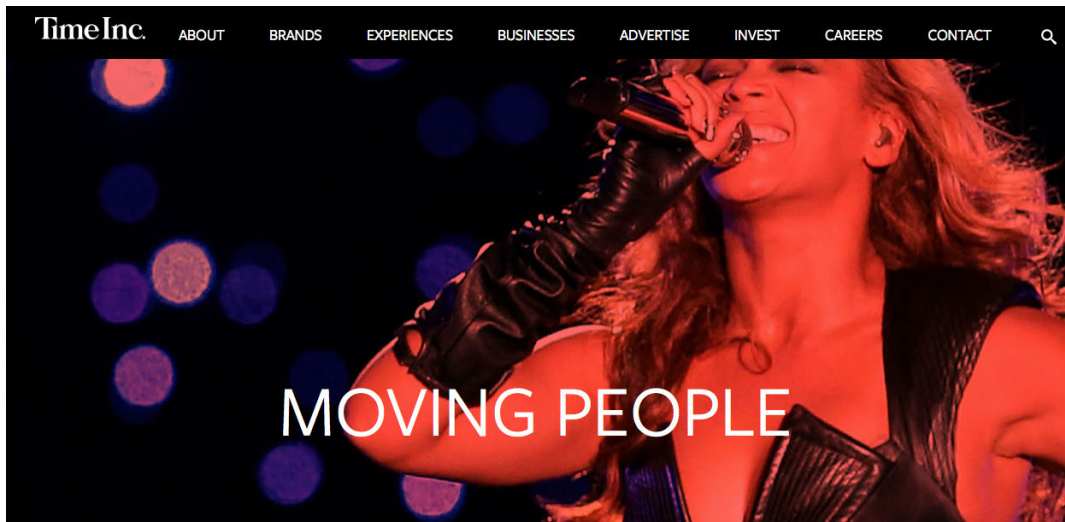 Time Inc. ABOUT BRANDS EXPERIENCES BUSINESSES ADVERTISE INVEST CAREERS CONTACT
MOVING PEOPLE